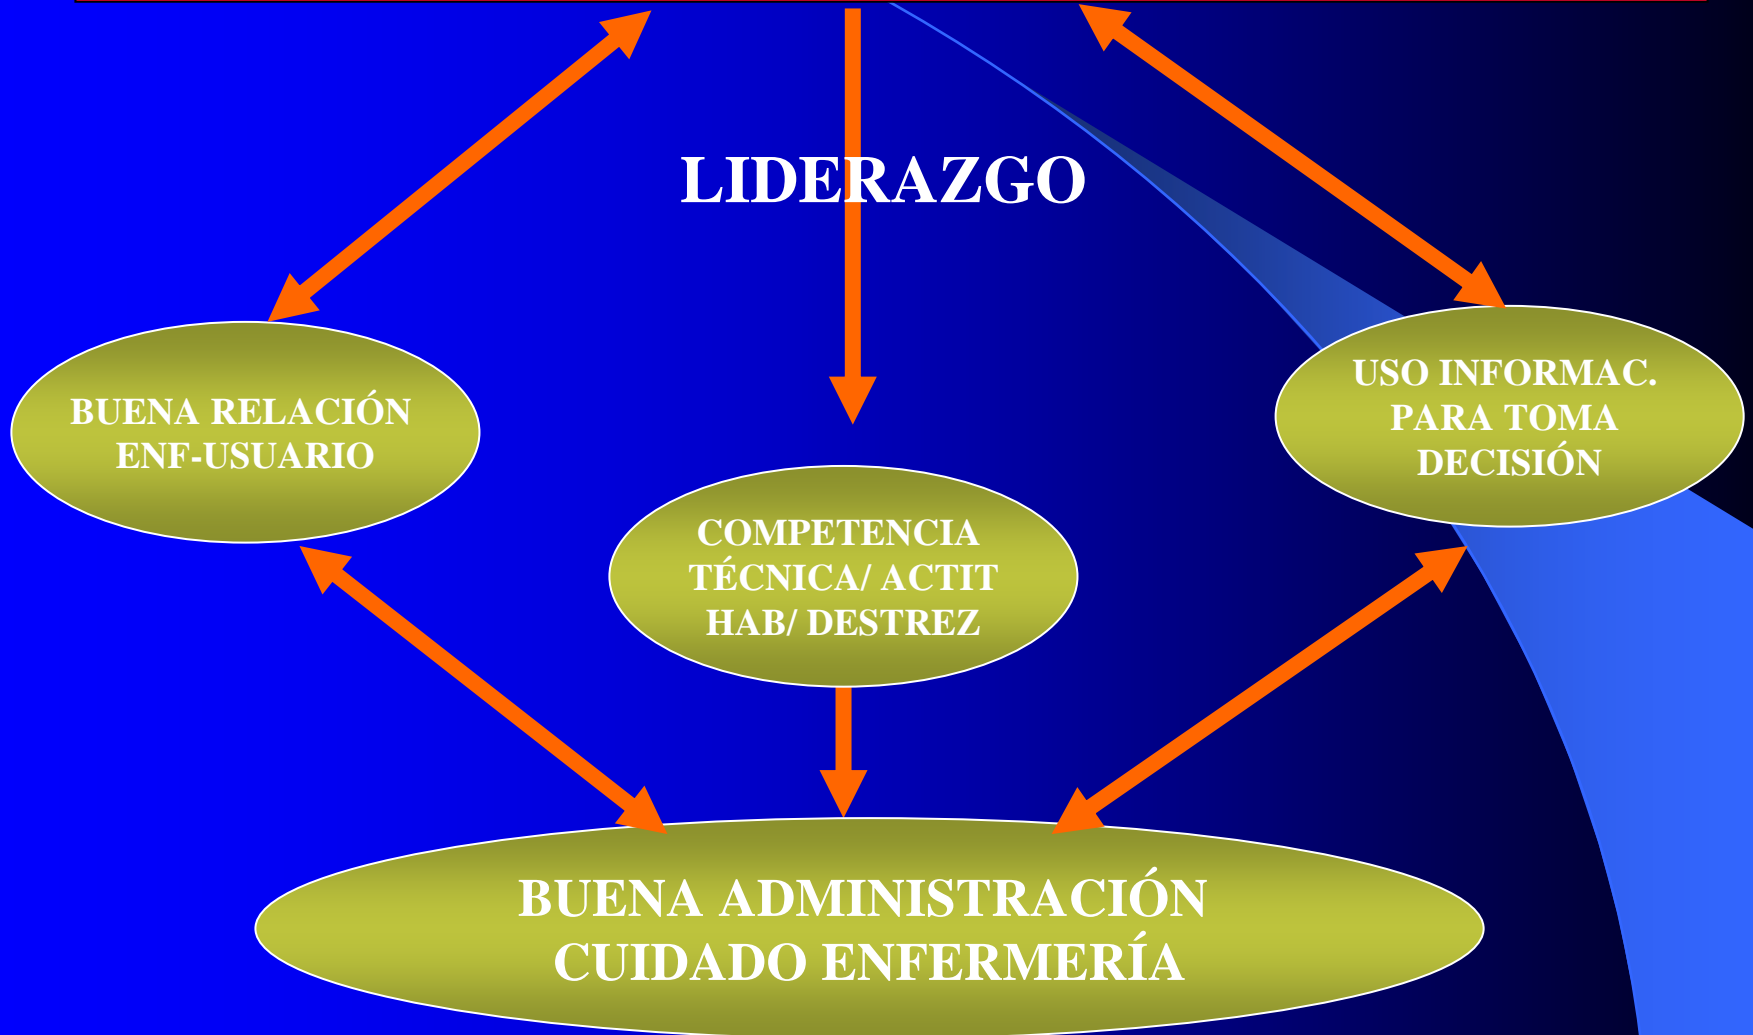 LIDERAZGO
BUENA RELACIÓN
ENF-USUARIO
USO INFORMAC.
PARA TOMA
DECISIÓN
COMPETENCIA
TÉCNICA/ ACTIT
HAB/ DESTREZ
BUENA ADMINISTRACIÓN
CUIDADO ENFERMERÍA